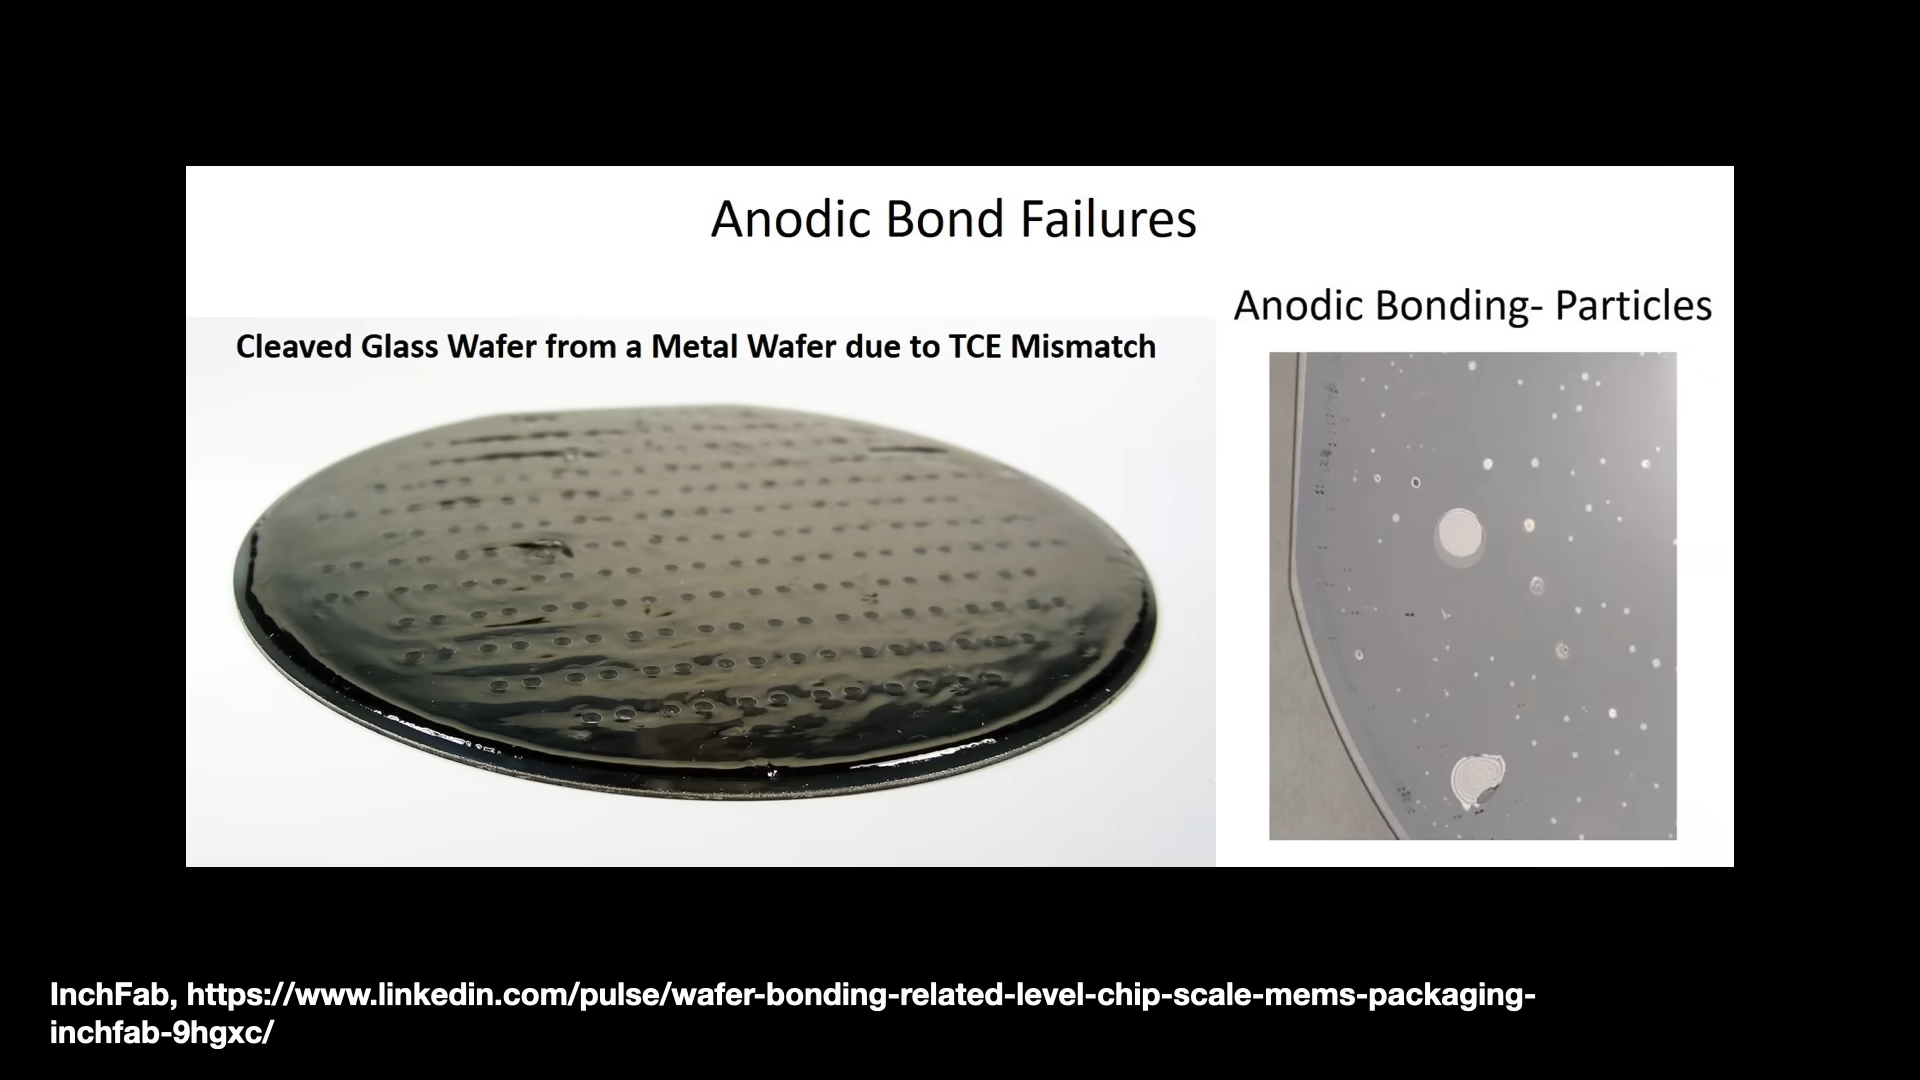 Anodic Bond Failures
Anodic Bonding- Particles
Cleaved Glass Wafer from a Metal Wafer due to TCE Mismatch
InchFab, https://www.linkedin.com/pulse/wafer-bonding-related-level-chip-scale-mems-packaging-
inchfab-9hgxc/